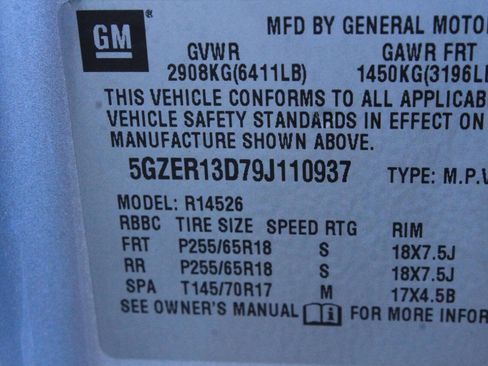 GM
MFD BY GENERAL MOTOR
GVWR GAWR FRT
2908KG(6411LB) 1450KG(3196L
THIS VEHICLE CONFORMS TO ALL APPLICABL
VEHICLE SAFETY STANDARDS IN EFFECT ON
MANUFACTURE SHOWN ABOVE.
5GZER13D79J110937 TYPE: M.P.V
MODEL: R14526
RBBC TIRE SIZE SPEED RTG RIM
FRT P255/65R18 S 18X7.5J
RR P255/65R18 S 18X7.5J
SPA T145/70R17 M 17X4.5B
SEE OWNER'S MANUAL i FOR MORE INFOR